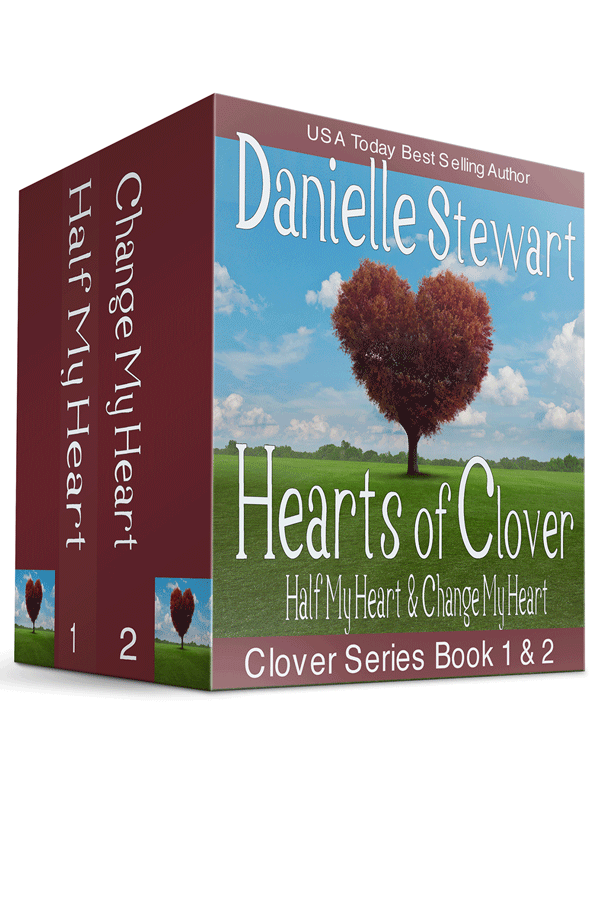 Half My Heart
1
Change My Heart
2
USA Today Best Selling Author
Danielle Stewart
Hearts of Clover
Half My Heart & Change My Heart
Clover Series Book 1 & 2